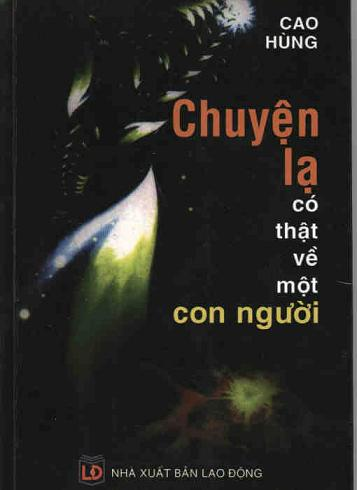 CAO
HÙNG
Chuyện
lạ
có
thật
về
một
con người
LĐ
NHÀ XUẤT BẢN LAO ĐỘNG